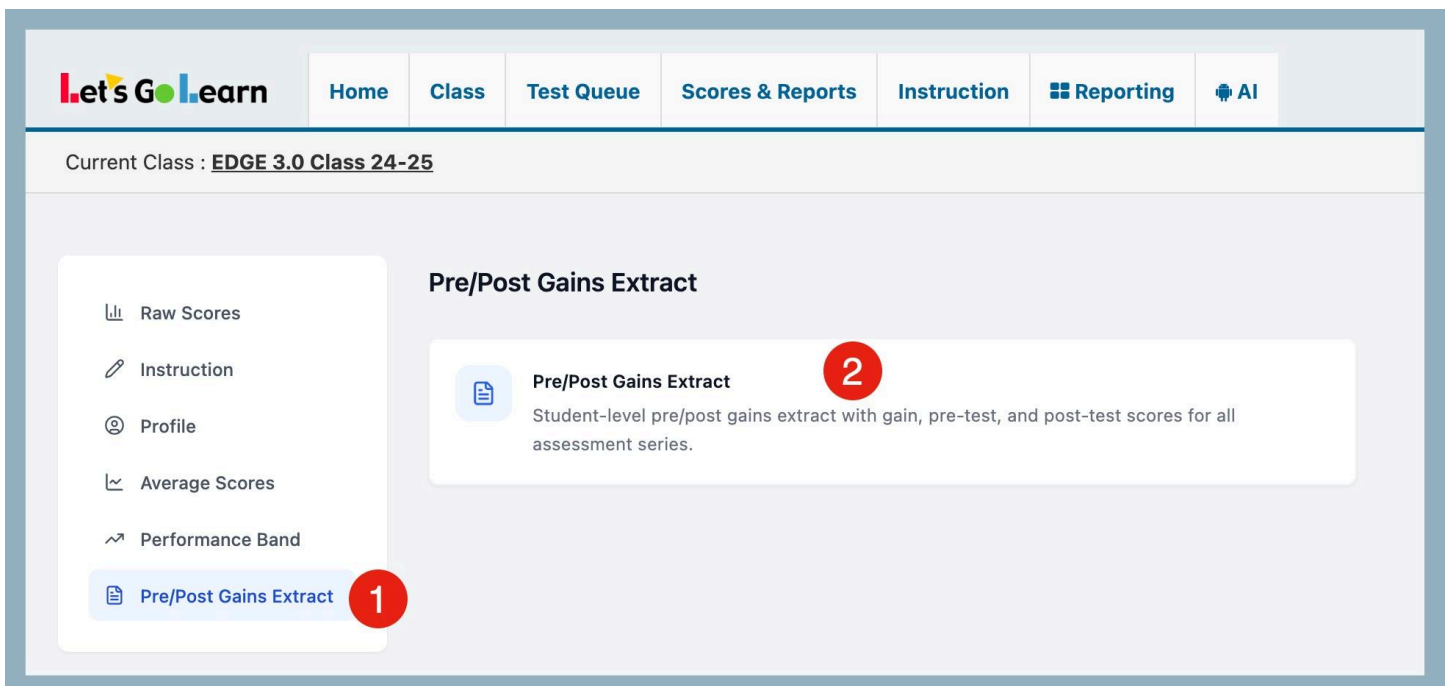 Let's Go Learn
Home
Class
Test Queue
Scores & Reports
Instruction
Reporting
AI
Current Class : EDGE 3.0 Class 24-25
Raw Scores
Instruction
Profile
Average Scores
Performance Band
Pre/Post Gains Extract
1
Pre/Post Gains Extract
Pre/Post Gains Extract
2
Student-level pre/post gains extract with gain, pre-test, and post-test scores for all
assessment series.